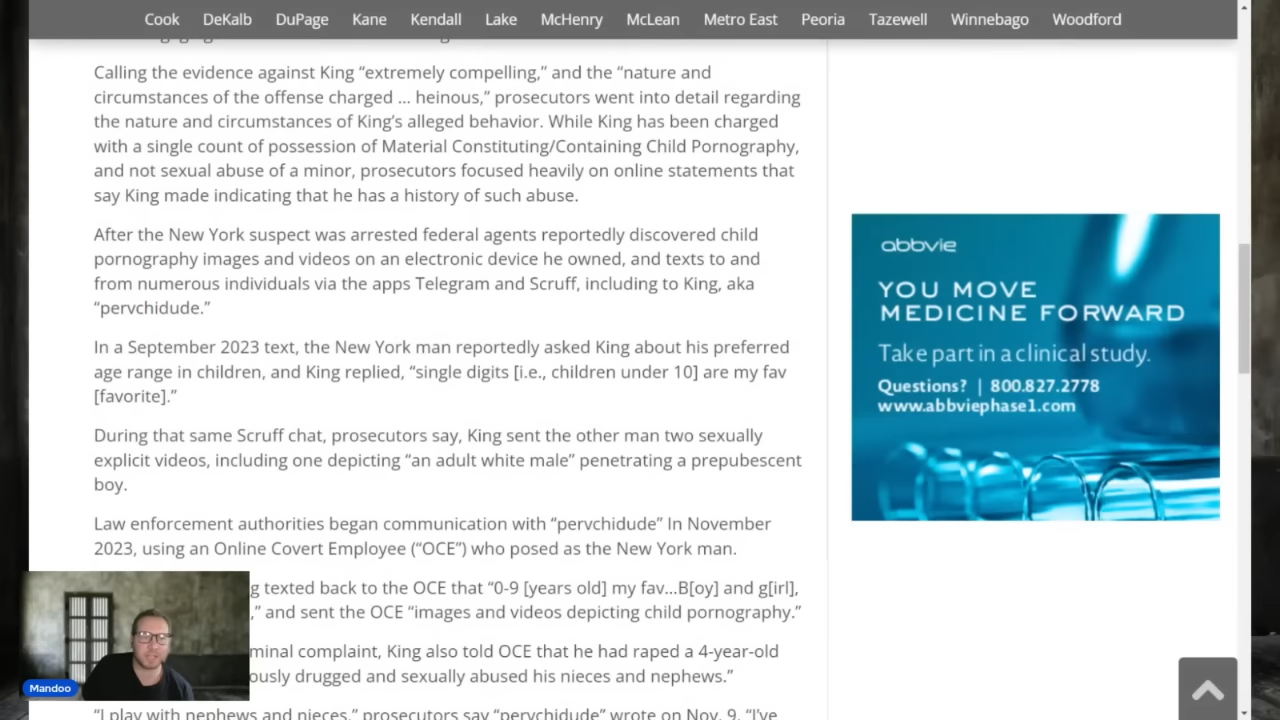 Cook DeKalb DuPage Kane Kendall Lake McHenry McLean Metro East Peoria Tazewell Winnebago Woodford
Calling the evidence against King “extremely compelling,” and the “nature and
circumstances of the offense charged ... heinous,” prosecutors went into detail regarding
the nature and circumstances of King’s alleged behavior. While King has been charged
with a single count of possession of Material Constituting/Containing Child Pornography,
and not sexual abuse of a minor, prosecutors focused heavily on online statements that
say King made indicating that he has a history of such abuse.
After the New York suspect was arrested federal agents reportedly discovered child
pornography images and videos on an electronic device he owned, and texts to and
from numerous individuals via the apps Telegram and Scruff, including to King, aka
“pervchidude.”
In a September 2023 text, the New York man reportedly asked King about his preferred
age range in children, and King replied, “single digits [i.e., children under 10] are my fav
[favorite].”
During that same Scruff chat, prosecutors say, King sent the other man two sexually
explicit videos, including one depicting “an adult white male” penetrating a prepubescent
boy.
Law enforcement authorities began communication with “pervchidude” In November
2023, using an Online Covert Employee (“OCE”) who posed as the New York man.
g texted back to the OCE that “0-9 [years old] my fav...B[oy] and g[irl],
,” and sent the OCE “images and videos depicting child pornography.”
minal complaint, King also told OCE that he had raped a 4-year-old
ously drugged and sexually abused his nieces and nephews.”
“I play with nephews and nieces,” prosecutors say “pervchidude” wrote on Nov. 9. “I’ve
abbvie
YOU MOVE
MEDICINE FORWARD
Take part in a clinical study.
Questions? | 800.827.2778
www.abbviephase1.com
Mandoo